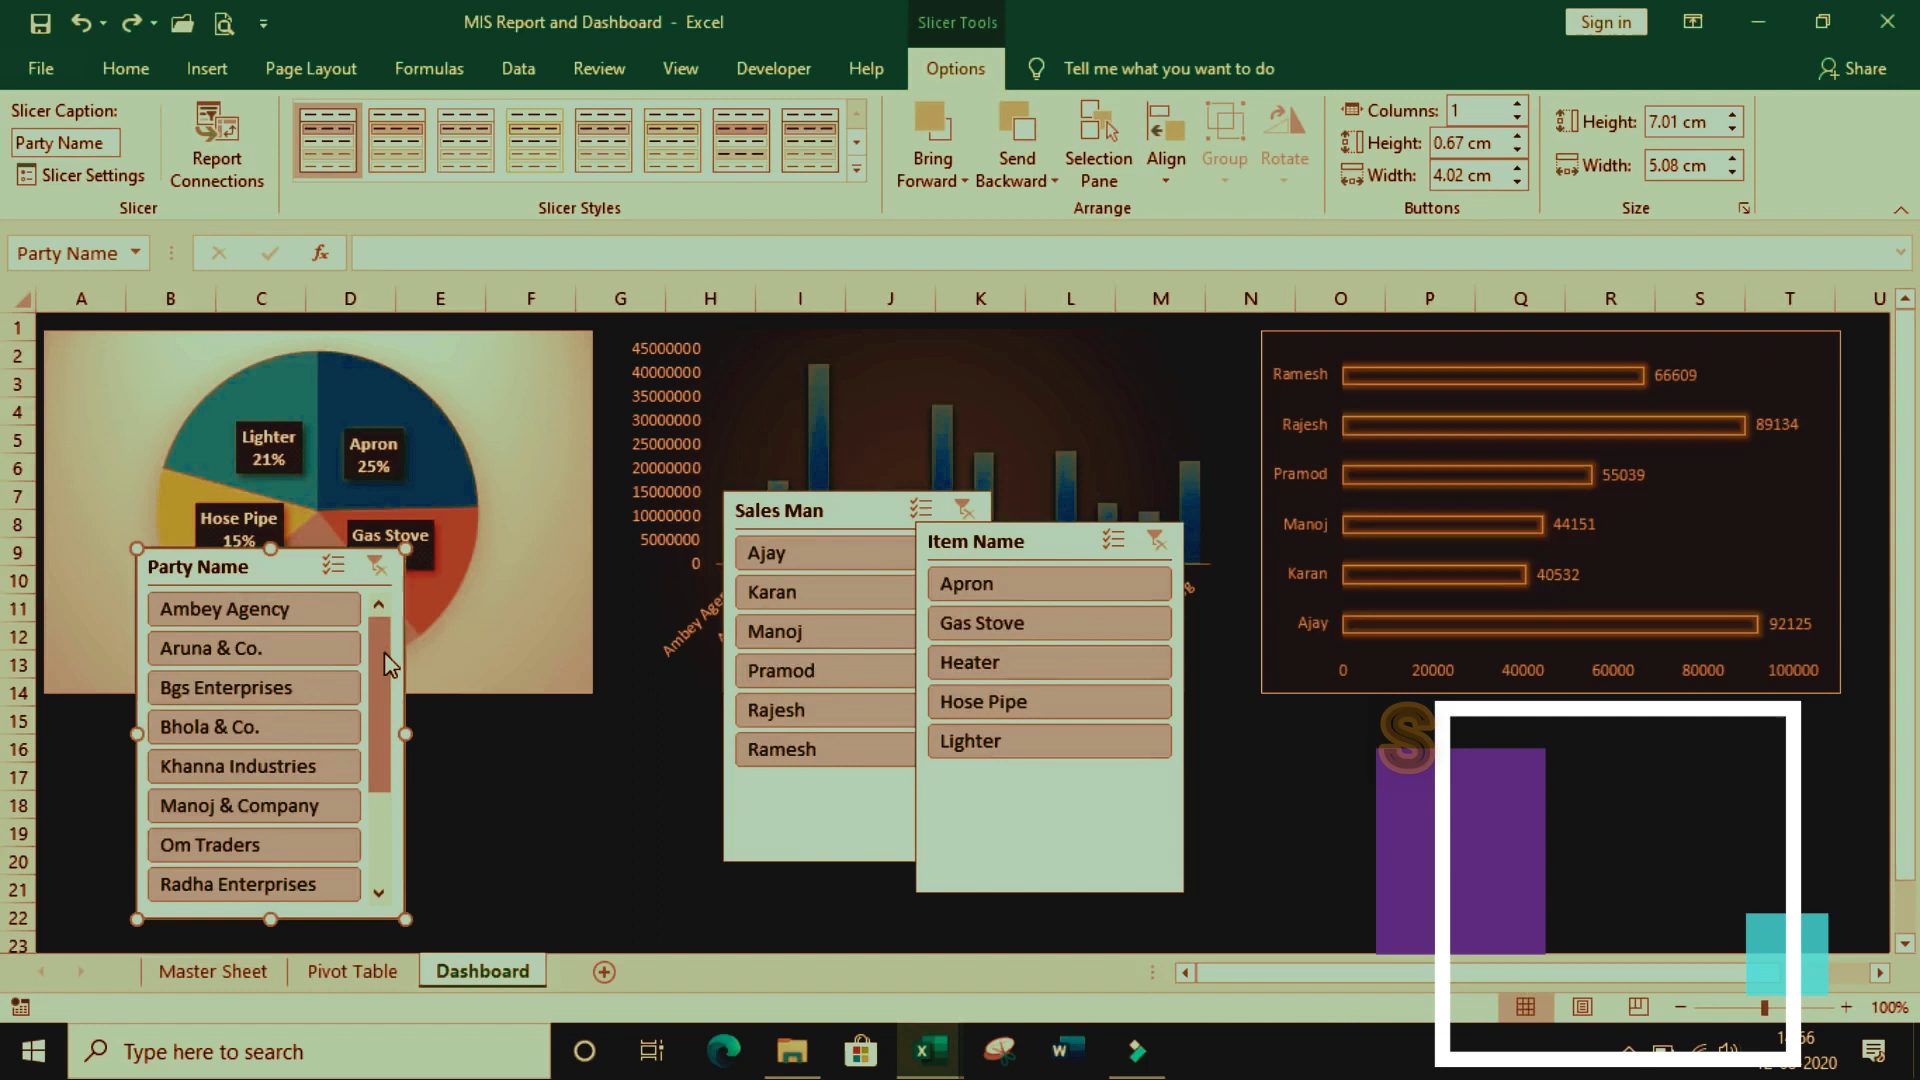 MIS Report and Dashboard - Excel
Slicer Tools
Sign in
File
Home
Insert
Page Layout
Formulas
Data
Review
View
Developer
Help
Options
Tell me what you want to do
Share
Slicer Caption:
Party Name
Slicer Settings
Report Connections
Slicer
Slicer Styles
Bring Forward
Send Backward
Selection Pane
Align
Group
Rotate
Arrange
Columns: 1
Height: 0.67 cm
Width: 4.02 cm
Buttons
Height: 7.01 cm
Width: 5.08 cm
Size
Party Name
fx
A B C D E F G H I J K L M N O P Q R S T U
1
2
3
4
5
6
7
8
9
10
11
12
13
14
15
16
17
18
19
20
21
22
23
Lighter
21%
Apron
25%
Hose Pipe
15%
Gas Stove
Party Name
Ambey Agency
Aruna & Co.
Bgs Enterprises
Bhola & Co.
Khanna Industries
Manoj & Company
Om Traders
Radha Enterprises
45000000
40000000
35000000
30000000
25000000
20000000
15000000
10000000
5000000
0
Ambey Agen
Sales Man
Ajay
Karan
Manoj
Pramod
Rajesh
Ramesh
Item Name
Apron
Gas Stove
Heater
Hose Pipe
Lighter
Ramesh 66609
Rajesh 89134
Pramod 55039
Manoj 44151
Karan 40532
Ajay 92125
0 20000 40000 60000 80000 100000
S
Master Sheet
Pivot Table
Dashboard
100%
Type here to search